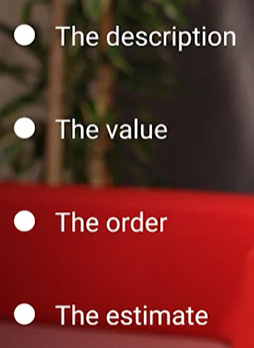 The description
The value
The order
The estimate